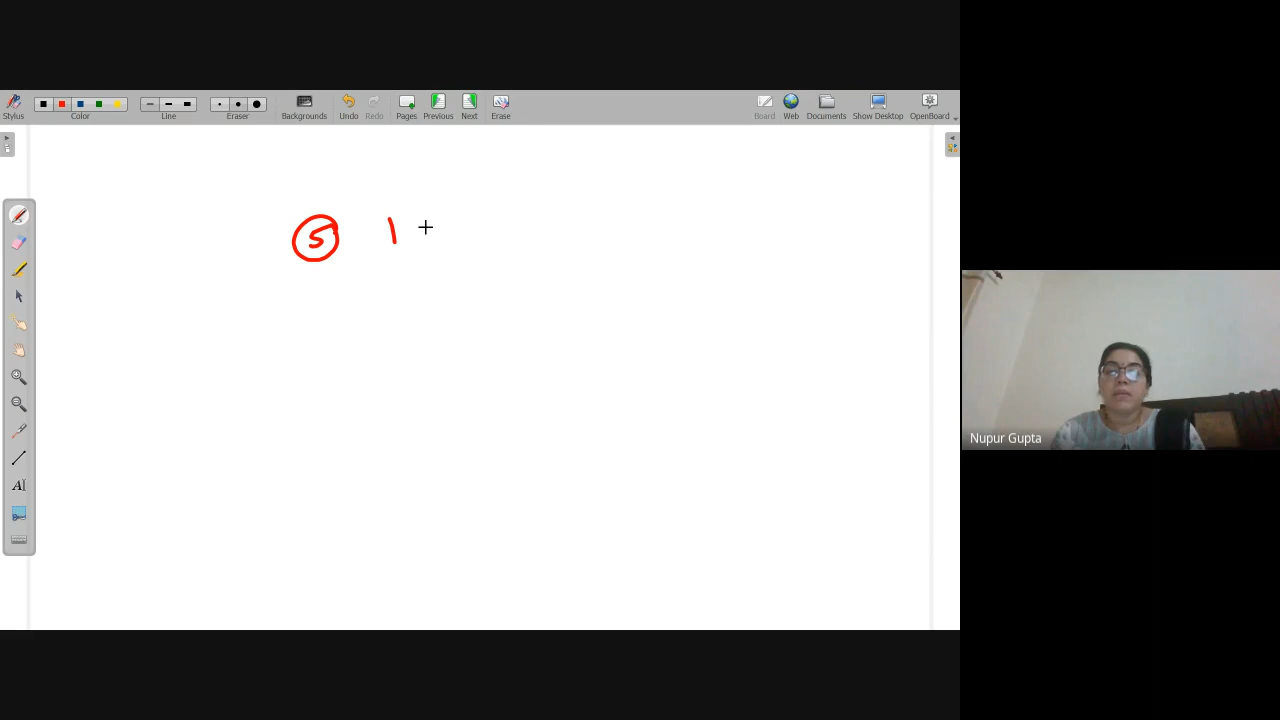 Stylus Color Line Eraser Backgrounds Undo Redo Pages Previous Next Erase Board Web Documents Show Desktop OpenBoard
5 1
Nupur Gupta